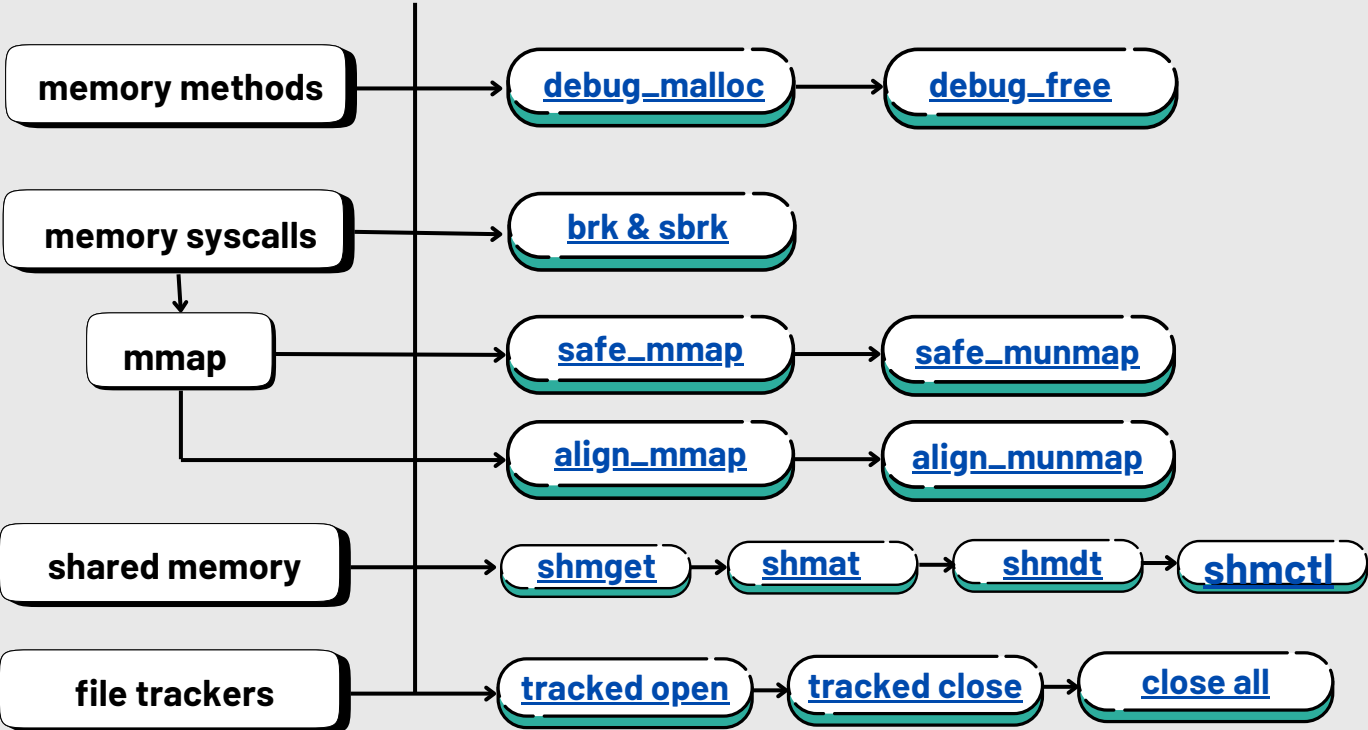 memory methods
debug_malloc
debug_free
memory syscalls
brk & sbrk
mmap
safe_mmap
safe_munmap
align_mmap
align_munmap
shared memory
shmget
shmat
shmdt
shmctl
file trackers
tracked open
tracked close
close all